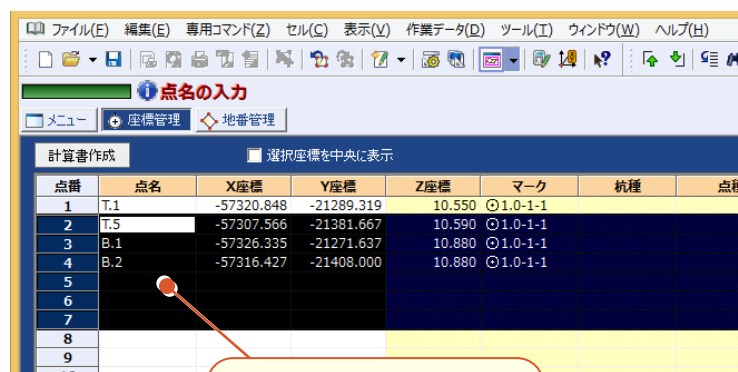 ファイル(F) 編集(E) 専用コマンド(Z) セル(C) 表示(V) 作業データ(D) ツール(T) ウィンドウ(W) ヘルプ(H)
点名の入力
メニュー 座標管理 地番管理
計算書作成 選択座標を中央に表示
点番 点名 X座標 Y座標 Z座標 マーク 杭種 点種
1 T.1 -57320.848 -21289.319 10.550 1.0-1-1
2 T.5 -57307.566 -21381.667 10.590 1.0-1-1
3 B.1 -57326.335 -21271.637 10.880 1.0-1-1
4 B.2 -57316.427 -21408.000 10.880 1.0-1-1
5
6
7
8
9